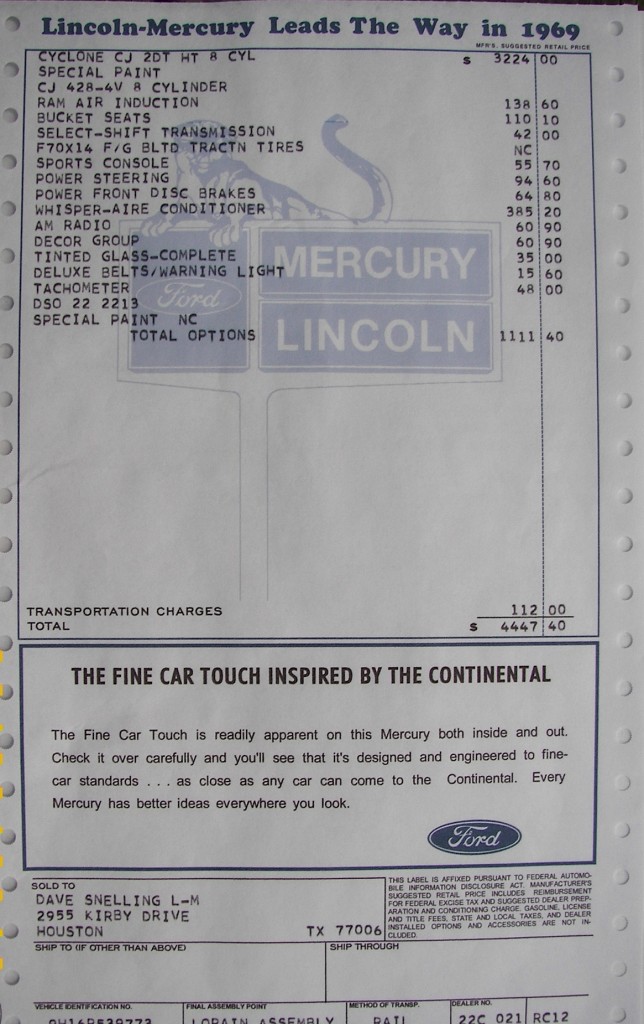 Lincoln-Mercury Leads The Way in 1969
MFR'S. SUGGESTED RETAIL PRICE
CYCLONE CJ 2DT HT 8 CYL $ 3224 00
SPECIAL PAINT
CJ 428-4V 8 CYLINDER
RAM AIR INDUCTION 138 60
BUCKET SEATS 110 10
SELECT-SHIFT TRANSMISSION 42 00
F70X14 F/G BLTD TRACTN TIRES NC
SPORTS CONSOLE 55 70
POWER STEERING 94 60
POWER FRONT DISC BRAKES 64 80
WHISPER-AIRE CONDITIONER 385 20
AM RADIO 60 90
DECOR GROUP 60 90
TINTED GLASS-COMPLETE 35 00
DELUXE BELTS/WARNING LIGHT 15 60
TACHOMETER 48 00
DSO 22 2213
SPECIAL PAINT NC
TOTAL OPTIONS 1111 40
MERCURY
Ford
LINCOLN
TRANSPORTATION CHARGES 112 00
TOTAL $ 4447 40
THE FINE CAR TOUCH INSPIRED BY THE CONTINENTAL
The Fine Car Touch is readily apparent on this Mercury both inside and out.
Check it over carefully and you'll see that it's designed and engineered to fine-
car standards . . . as close as any car can come to the Continental. Every
Mercury has better ideas everywhere you look.
Ford
SOLD TO
DAVE SNELLING L-M
2955 KIRBY DRIVE
HOUSTON TX 77006
THIS LABEL IS AFFIXED PURSUANT TO FEDERAL AUTOMO-
BILE INFORMATION DISCLOSURE ACT. MANUFACTURER'S
SUGGESTED RETAIL PRICE INCLUDES REIMBURSEMENT
FOR FEDERAL EXCISE TAX AND SUGGESTED DEALER PREP-
ARATION AND CONDITIONING CHARGE. GASOLINE, LICENSE
AND TITLE FEES, STATE AND LOCAL TAXES, AND DEALER
INSTALLED OPTIONS AND ACCESSORIES ARE NOT IN-
CLUDED.
SHIP TO (IF OTHER THAN ABOVE) SHIP THROUGH
VEHICLE IDENTIFICATION NO. FINAL ASSEMBLY POINT METHOD OF TRANSP. DEALER NO.
LORAIN ASSEMBLY RAIL 22C 021 RC12